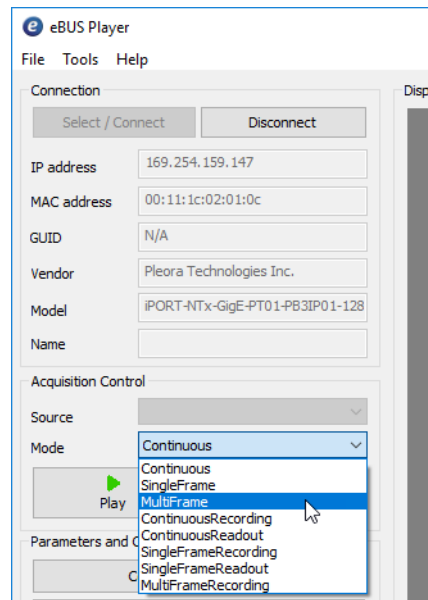 eBUS Player
File Tools Help
Connection
Select / Connect Disconnect
IP address 169.254.159.147
MAC address 00:11:1c:02:01:0c
GUID N/A
Vendor Pleora Technologies Inc.
Model iPORT-NTx-GigE-PT01-PB3IP01-128
Name
Acquisition Control
Source
Mode Continuous
Continuous
SingleFrame
MultiFrame
Play
ContinuousRecording
ContinuousReadout
Parameters and
SingleFrameRecording
SingleFrameReadout
MultiFrameRecording